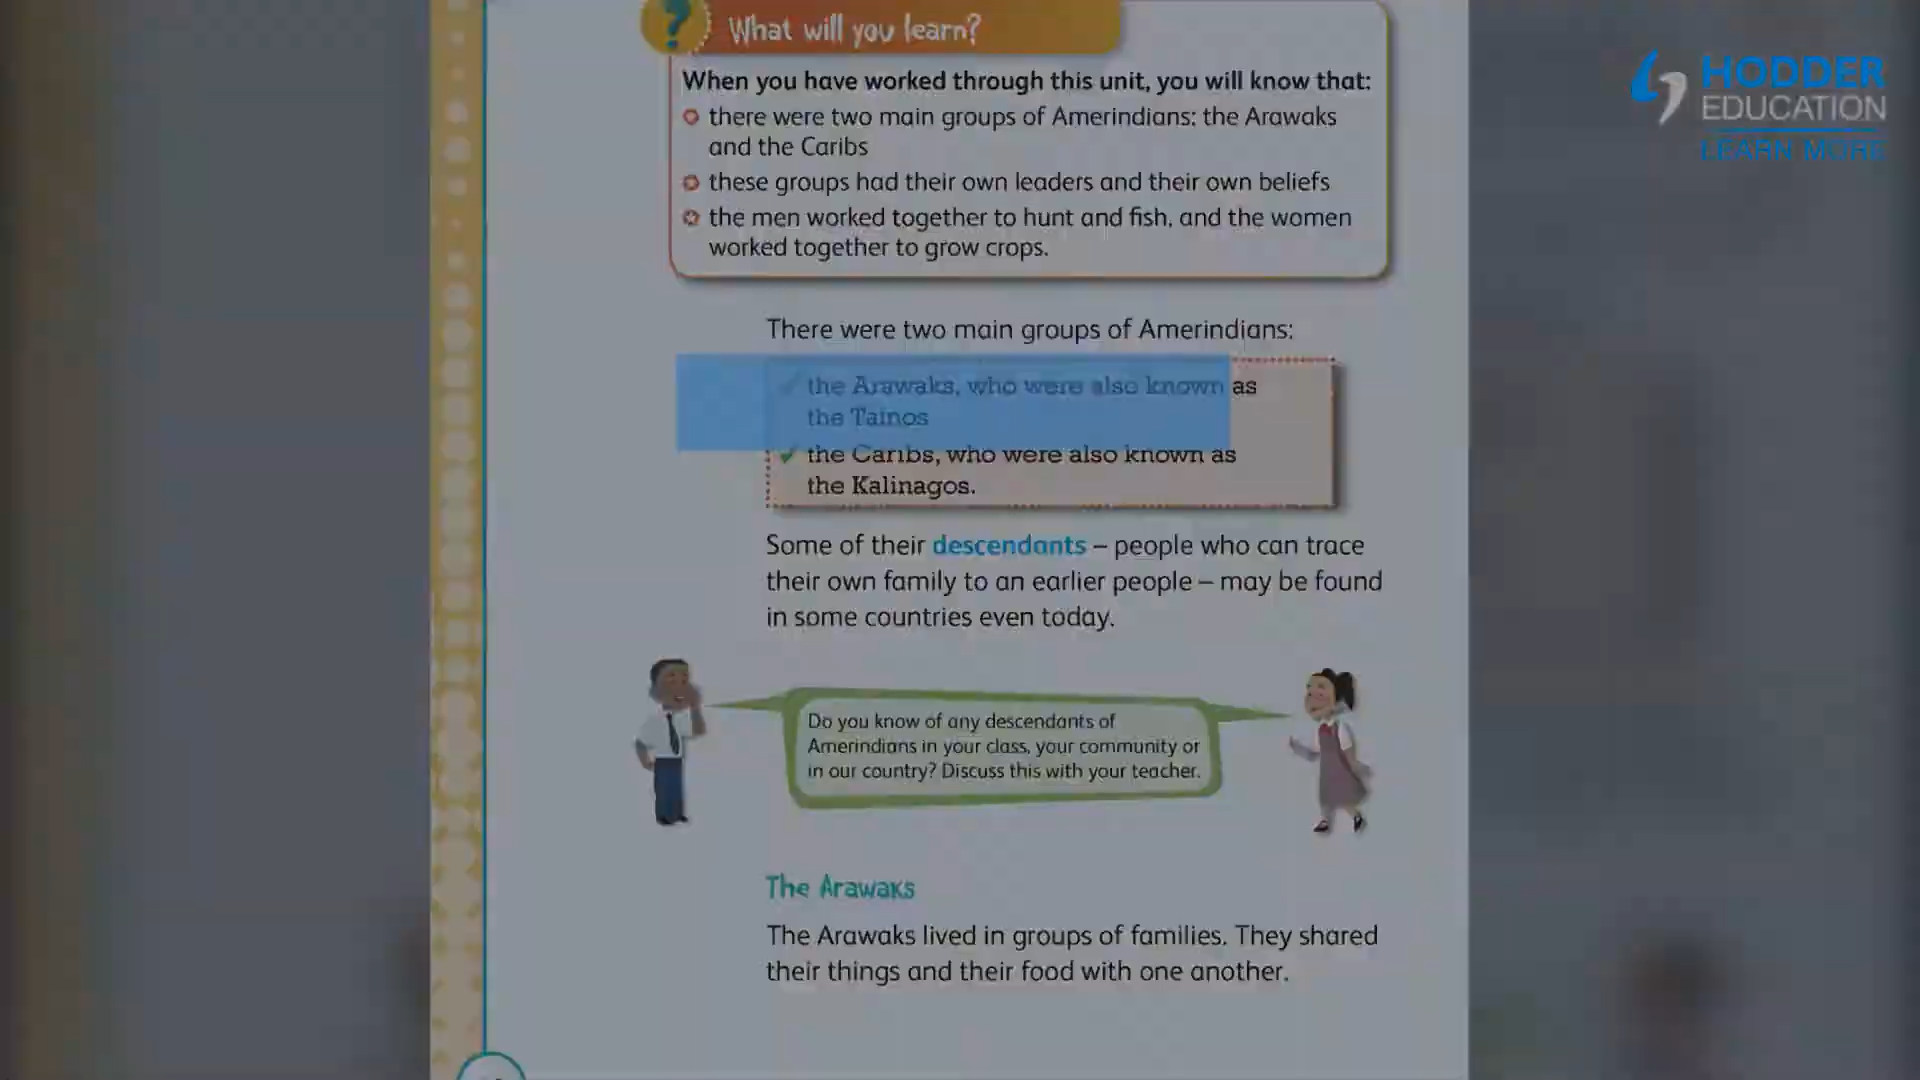 What will you learn?
When you have worked through this unit, you will know that:
there were two main groups of Amerindians: the Arawaks
and the Caribs
these groups had their own leaders and their own beliefs
the men worked together to hunt and fish, and the women
worked together to grow crops.
There were two main groups of Amerindians:
the Arawaks, who were also known as
the Tainos
the Caribs, who were also known as
the Kalinagos.
Some of their descendants – people who can trace
their own family to an earlier people – may be found
in some countries even today.
Do you know of any descendants of
Amerindians in your class, your community or
in our country? Discuss this with your teacher.
The Arawaks
The Arawaks lived in groups of families. They shared
their things and their food with one another.
HODDER
EDUCATION
LEARN MORE